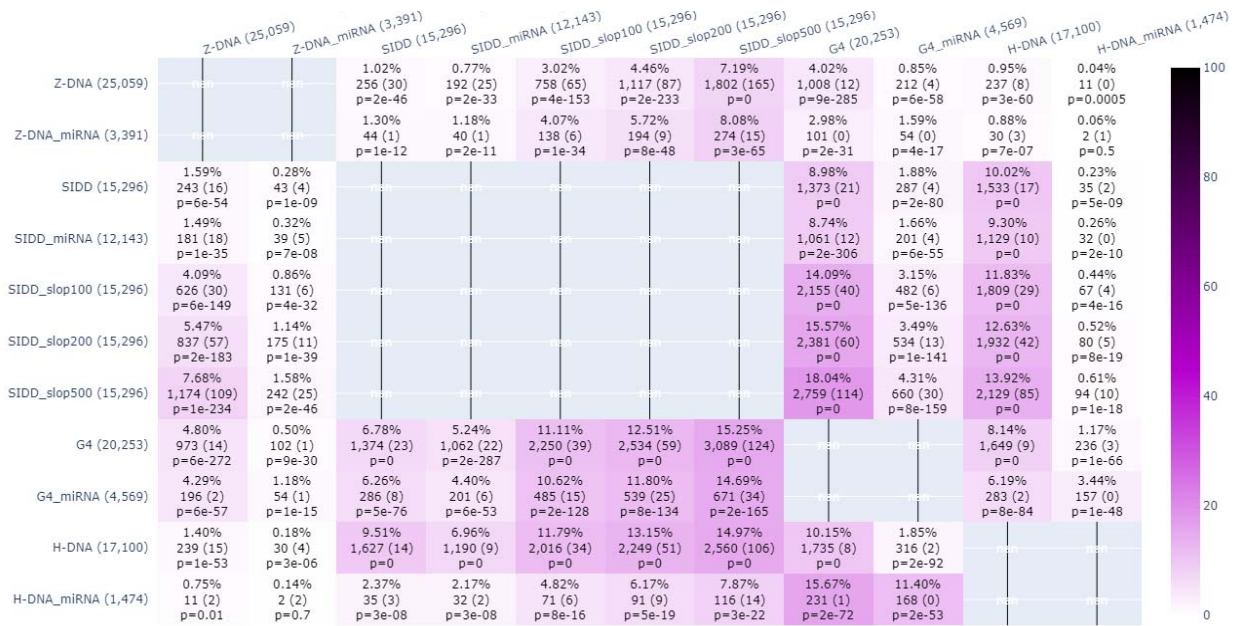 Z-DNA (25,059) Z-DNA_miRNA (3,391) SIDD (15,296) SIDD_miRNA (12,143) SIDD_slop100 (15,296) SIDD_slop200 (15,296) SIDD_slop500 (15,296) G4 (20,253) G4_miRNA (4,569) H-DNA (17,100) H-DNA_miRNA (1,474)
1.02% 0.77% 3.02% 4.46% 7.19% 4.02% 0.85% 0.95% 0.04%
Z-DNA (25,059) nan nan 256 (30) 192 (25) 758 (65) 1,117 (87) 1,802 (165) 1,008 (12) 212 (4) 237 (8) 11 (0)
p=2e-46 p=2e-33 p=4e-153 p=2e-233 p=0 p=9e-285 p=6e-58 p=3e-60 p=0.0005
1.30% 1.18% 4.07% 5.72% 8.08% 2.98% 1.59% 0.88% 0.06%
Z-DNA_miRNA (3,391) nan nan 44 (1) 40 (1) 138 (6) 194 (9) 274 (15) 101 (0) 54 (0) 30 (3) 2 (1)
p=1e-12 p=2e-11 p=1e-34 p=8e-48 p=3e-65 p=2e-31 p=4e-17 p=7e-07 p=0.5
1.59% 0.28% 8.98% 1.88% 10.02% 0.23%
SIDD (15,296) 243 (16) 43 (4) nan nan nan nan nan 1,373 (21) 287 (4) 1,533 (17) 35 (2)
p=6e-54 p=1e-09 p=0 p=2e-80 p=0 p=5e-09
1.49% 0.32% 8.74% 1.66% 9.30% 0.26%
SIDD_miRNA (12,143) 181 (18) 39 (5) nan nan nan nan nan 1,061 (12) 201 (4) 1,129 (10) 32 (0)
p=1e-35 p=7e-08 p=2e-306 p=6e-55 p=0 p=2e-10
4.09% 0.86% 14.09% 3.15% 11.83% 0.44%
SIDD_slop100 (15,296) 626 (30) 131 (6) nan nan nan nan nan 2,155 (40) 482 (6) 1,809 (29) 67 (4)
p=6e-149 p=4e-32 p=0 p=5e-136 p=0 p=4e-16
5.47% 1.14% 15.57% 3.49% 12.63% 0.52%
SIDD_slop200 (15,296) 837 (57) 175 (11) nan nan nan nan nan 2,381 (60) 534 (13) 1,932 (42) 80 (5)
p=2e-183 p=1e-39 p=0 p=1e-141 p=0 p=8e-19
7.68% 1.58% 18.04% 4.31% 13.92% 0.61%
SIDD_slop500 (15,296) 1,174 (109) 242 (25) nan nan nan nan nan 2,759 (114) 660 (30) 2,129 (85) 94 (10)
p=1e-234 p=2e-46 p=0 p=8e-159 p=0 p=1e-18
4.80% 0.50% 6.78% 5.24% 11.11% 12.51% 15.25% 8.14% 1.17%
G4 (20,253) 973 (14) 102 (1) 1,374 (23) 1,062 (22) 2,250 (39) 2,534 (59) 3,089 (124) nan nan 1,649 (9) 236 (3)
p=6e-272 p=9e-30 p=0 p=2e-287 p=0 p=0 p=0 p=0 p=1e-66
4.29% 1.18% 6.26% 4.40% 10.62% 11.80% 14.69% 6.19% 3.44%
G4_miRNA (4,569) 196 (2) 54 (1) 286 (8) 201 (6) 485 (15) 539 (25) 671 (34) nan nan 283 (2) 157 (0)
p=6e-57 p=1e-15 p=5e-76 p=6e-53 p=2e-128 p=8e-134 p=2e-165 p=8e-84 p=1e-48
1.40% 0.18% 9.51% 6.96% 11.79% 13.15% 14.97% 10.15% 1.85%
H-DNA (17,100) 239 (15) 30 (4) 1,627 (14) 1,190 (9) 2,016 (34) 2,249 (51) 2,560 (106) 1,735 (8) 316 (2) nan nan
p=1e-53 p=3e-06 p=0 p=0 p=0 p=0 p=0 p=0 p=2e-92
0.75% 0.14% 2.37% 2.17% 4.82% 6.17% 7.87% 15.67% 11.40%
H-DNA_miRNA (1,474) 11 (2) 2 (2) 35 (3) 32 (2) 71 (6) 91 (9) 116 (14) 231 (1) 168 (0) nan nan
p=0.01 p=0.7 p=3e-08 p=3e-08 p=8e-16 p=5e-19 p=3e-22 p=2e-72 p=2e-53
100
80
60
40
20
0